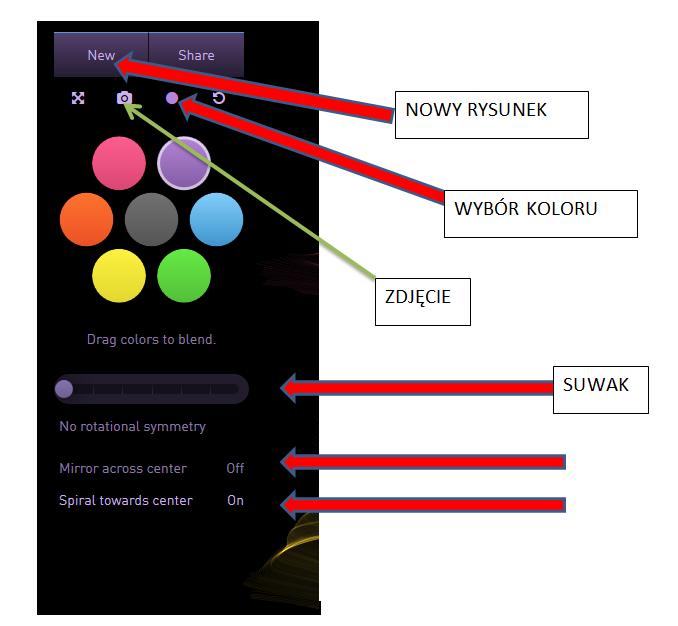 New Share
NOWY RYSUNEK
WYBÓR KOLORU
ZDJĘCIE
Drag colors to blend.
SUWAK
No rotational symmetry
Mirror across center Off
Spiral towards center On